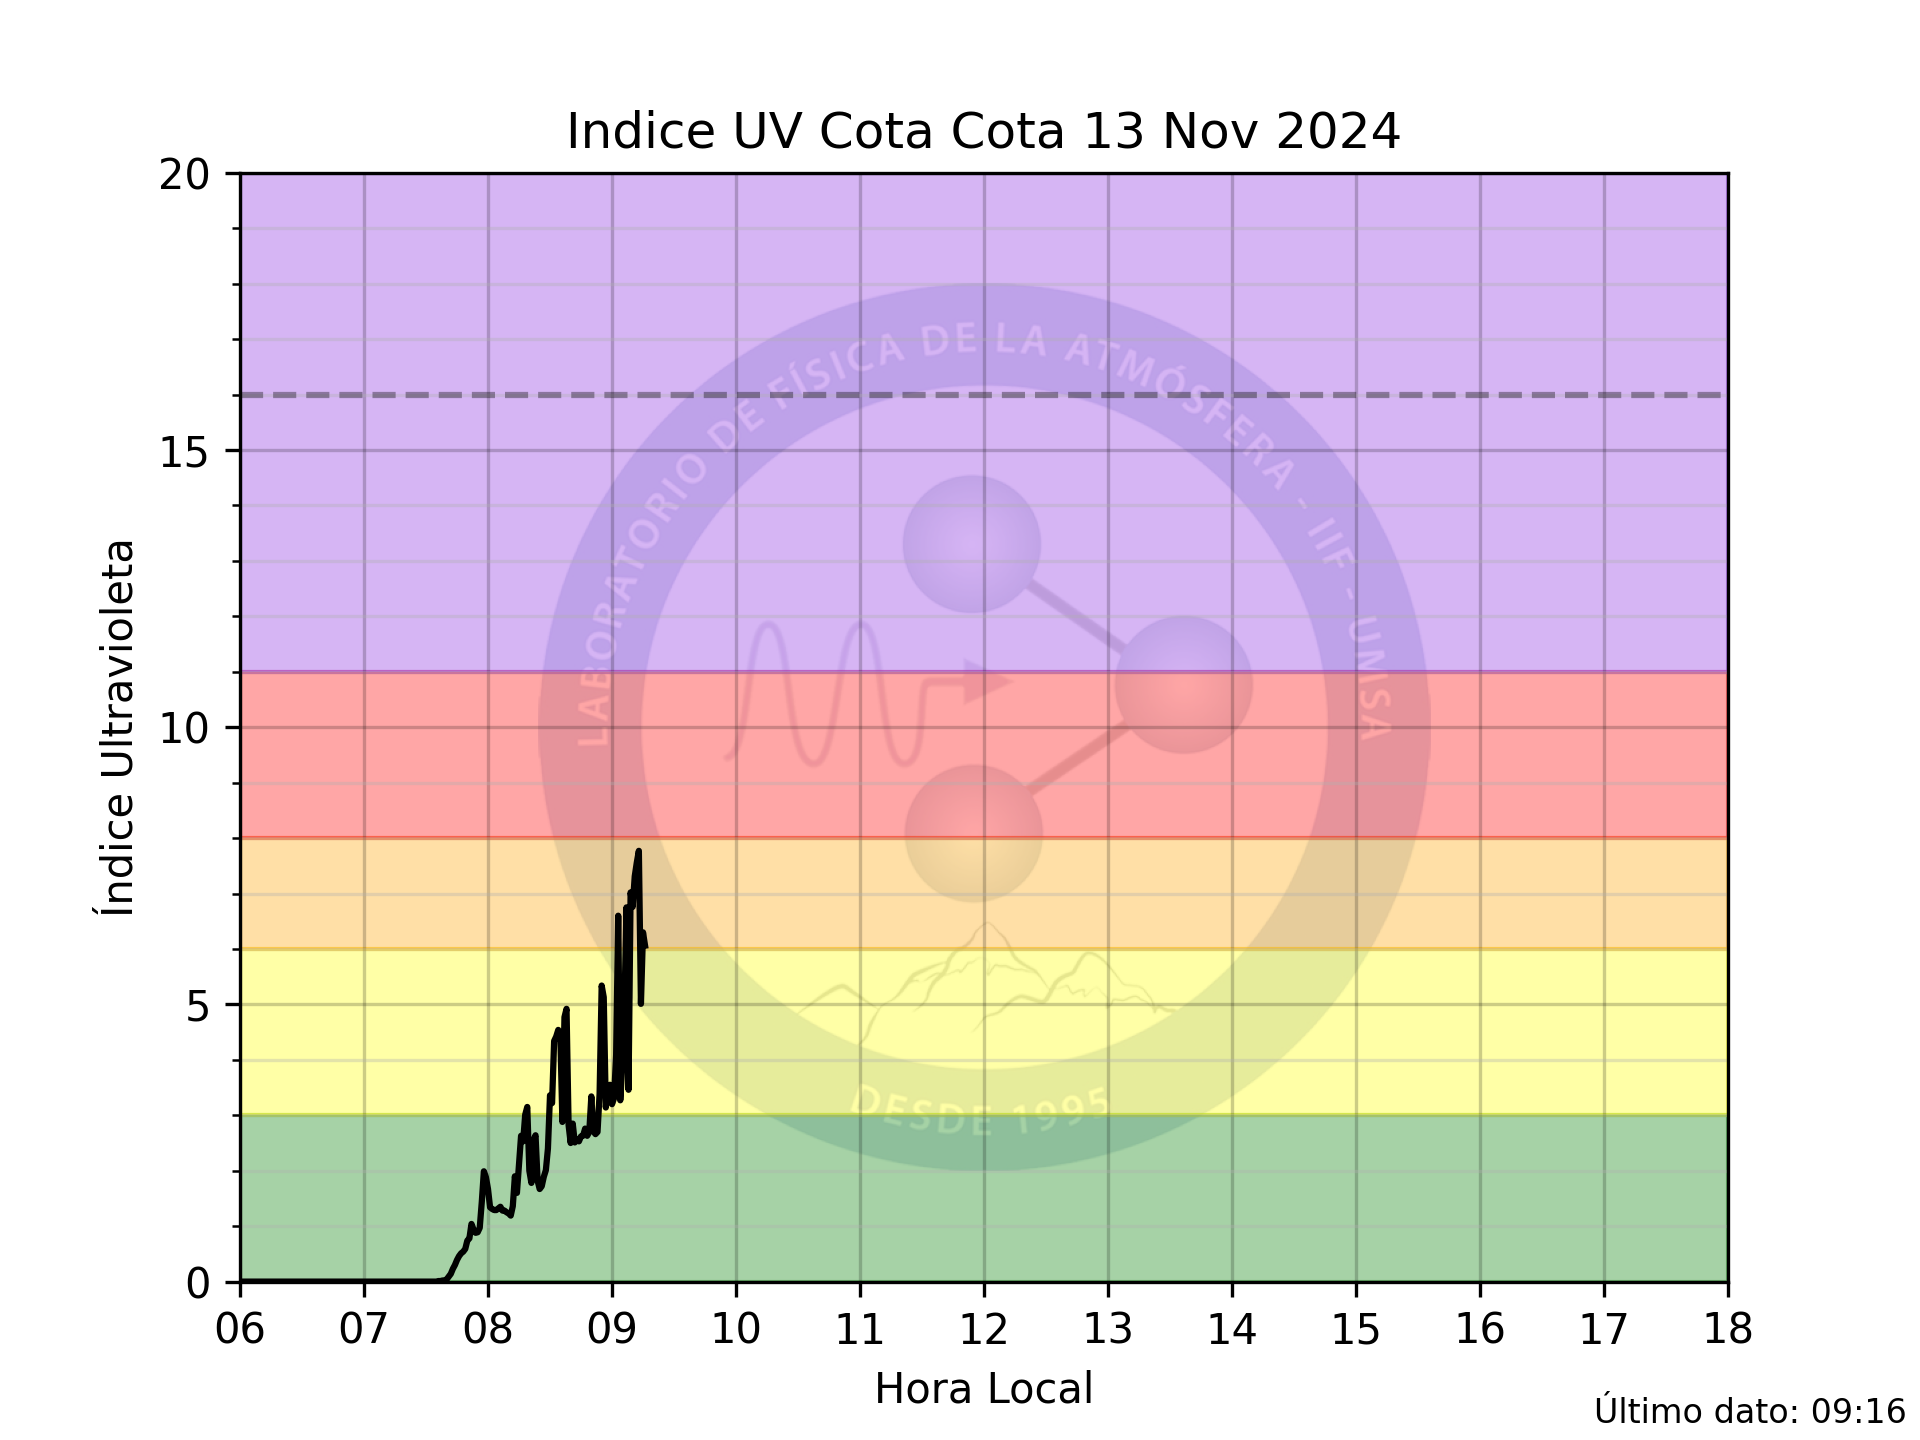 Indice UV Cota Cota 13 Nov 2024
20
15
10
5
0
Índice Ultravioleta
LABORATORIO DE FÍSICA DE LA ATMÓSFERA - IIF - UMSA
DESDE 1995
06 07 08 09 10 11 12 13 14 15 16 17 18
Hora Local
Último dato: 09:16